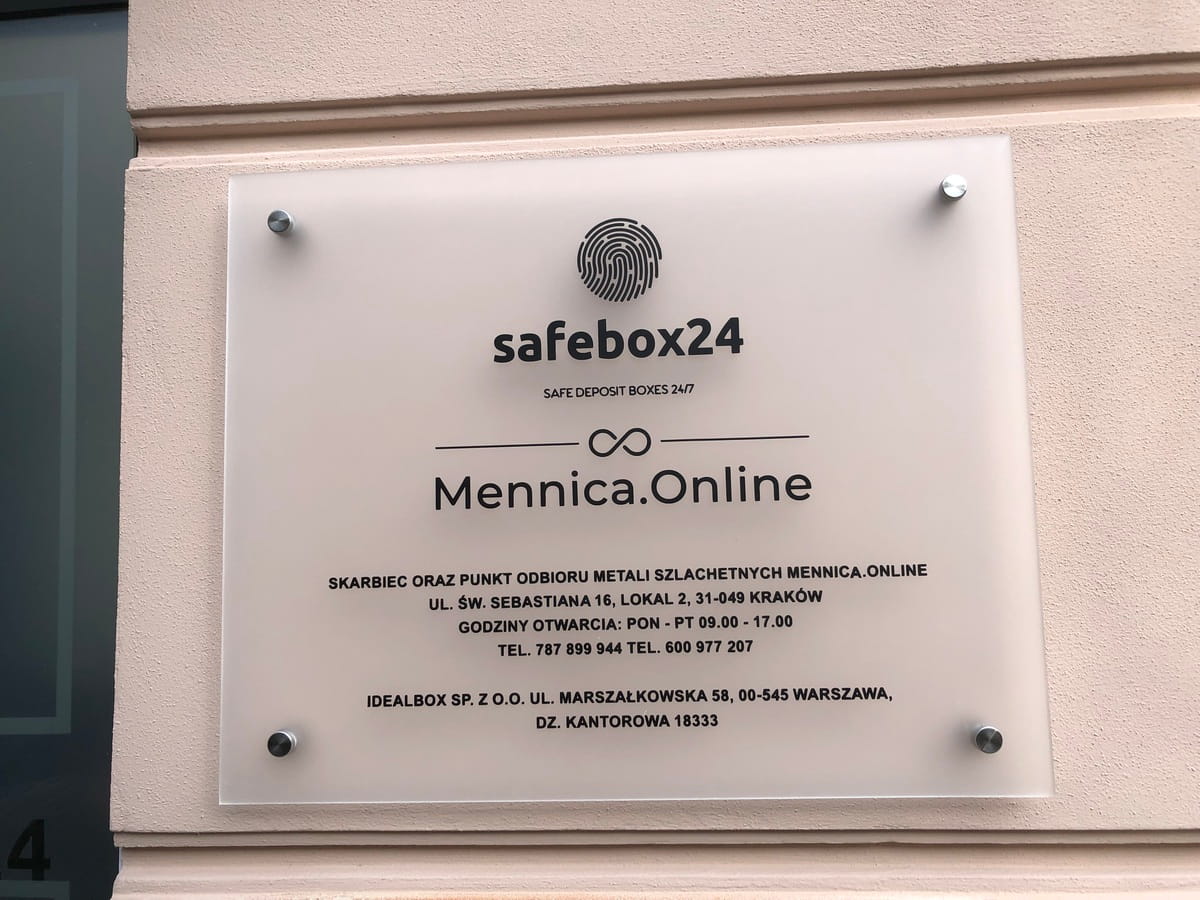 safebox24
SAFE DEPOSIT BOXES 24/7
Mennica.Online
SKARBIEC ORAZ PUNKT ODBIORU METALI SZLACHETNYCH MENNICA.ONLINE
UL. ŚW. SEBASTIANA 16, LOKAL 2, 31-049 KRAKÓW
GODZINY OTWARCIA: PON - PT 09.00 - 17.00
TEL. 787 899 944 TEL. 600 977 207
IDEALBOX SP. Z O.O. UL. MARSZAŁKOWSKA 58, 00-545 WARSZAWA,
DZ. KANTOROWA 18333
4